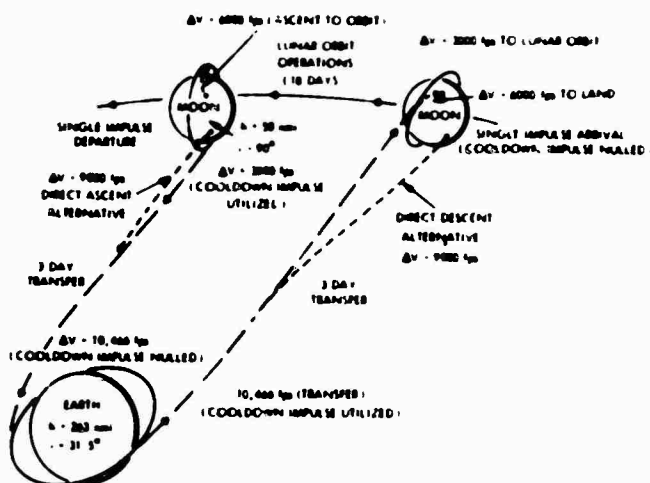 ΔV - 6000 fps (ASCENT TO ORBIT)
LUNAR ORBIT
OPERATIONS
(18 DAYS
ΔV - 3000 fps TO LUNAR ORBIT
MOON
ΔV - 6000 fps TO LAND
MOON
SINGLE IMPULSE
DEPARTURE
h - 50 nmi
90°
SINGLE IMPULSE ARRIVAL
(COOLDOWN IMPULSE NULLED)
ΔV - 9000 fps
DIRECT ASCENT
ALTERNATIVE
ΔV - 3000 fps
(COOLDOWN IMPULSE
UTILIZED)
DIRECT DESCENT
ALTERNATIVE
ΔV - 9000 fps
3 DAY
TRANSFER
3 DAY
TRANSFER
ΔV - 10,466 fps
(COOLDOWN IMPULSE NULLED)
10,466 fps (TRANSFER)
(COOLDOWN IMPULSE UTILIZED)
EARTH
h - 263 nmi
31 5°